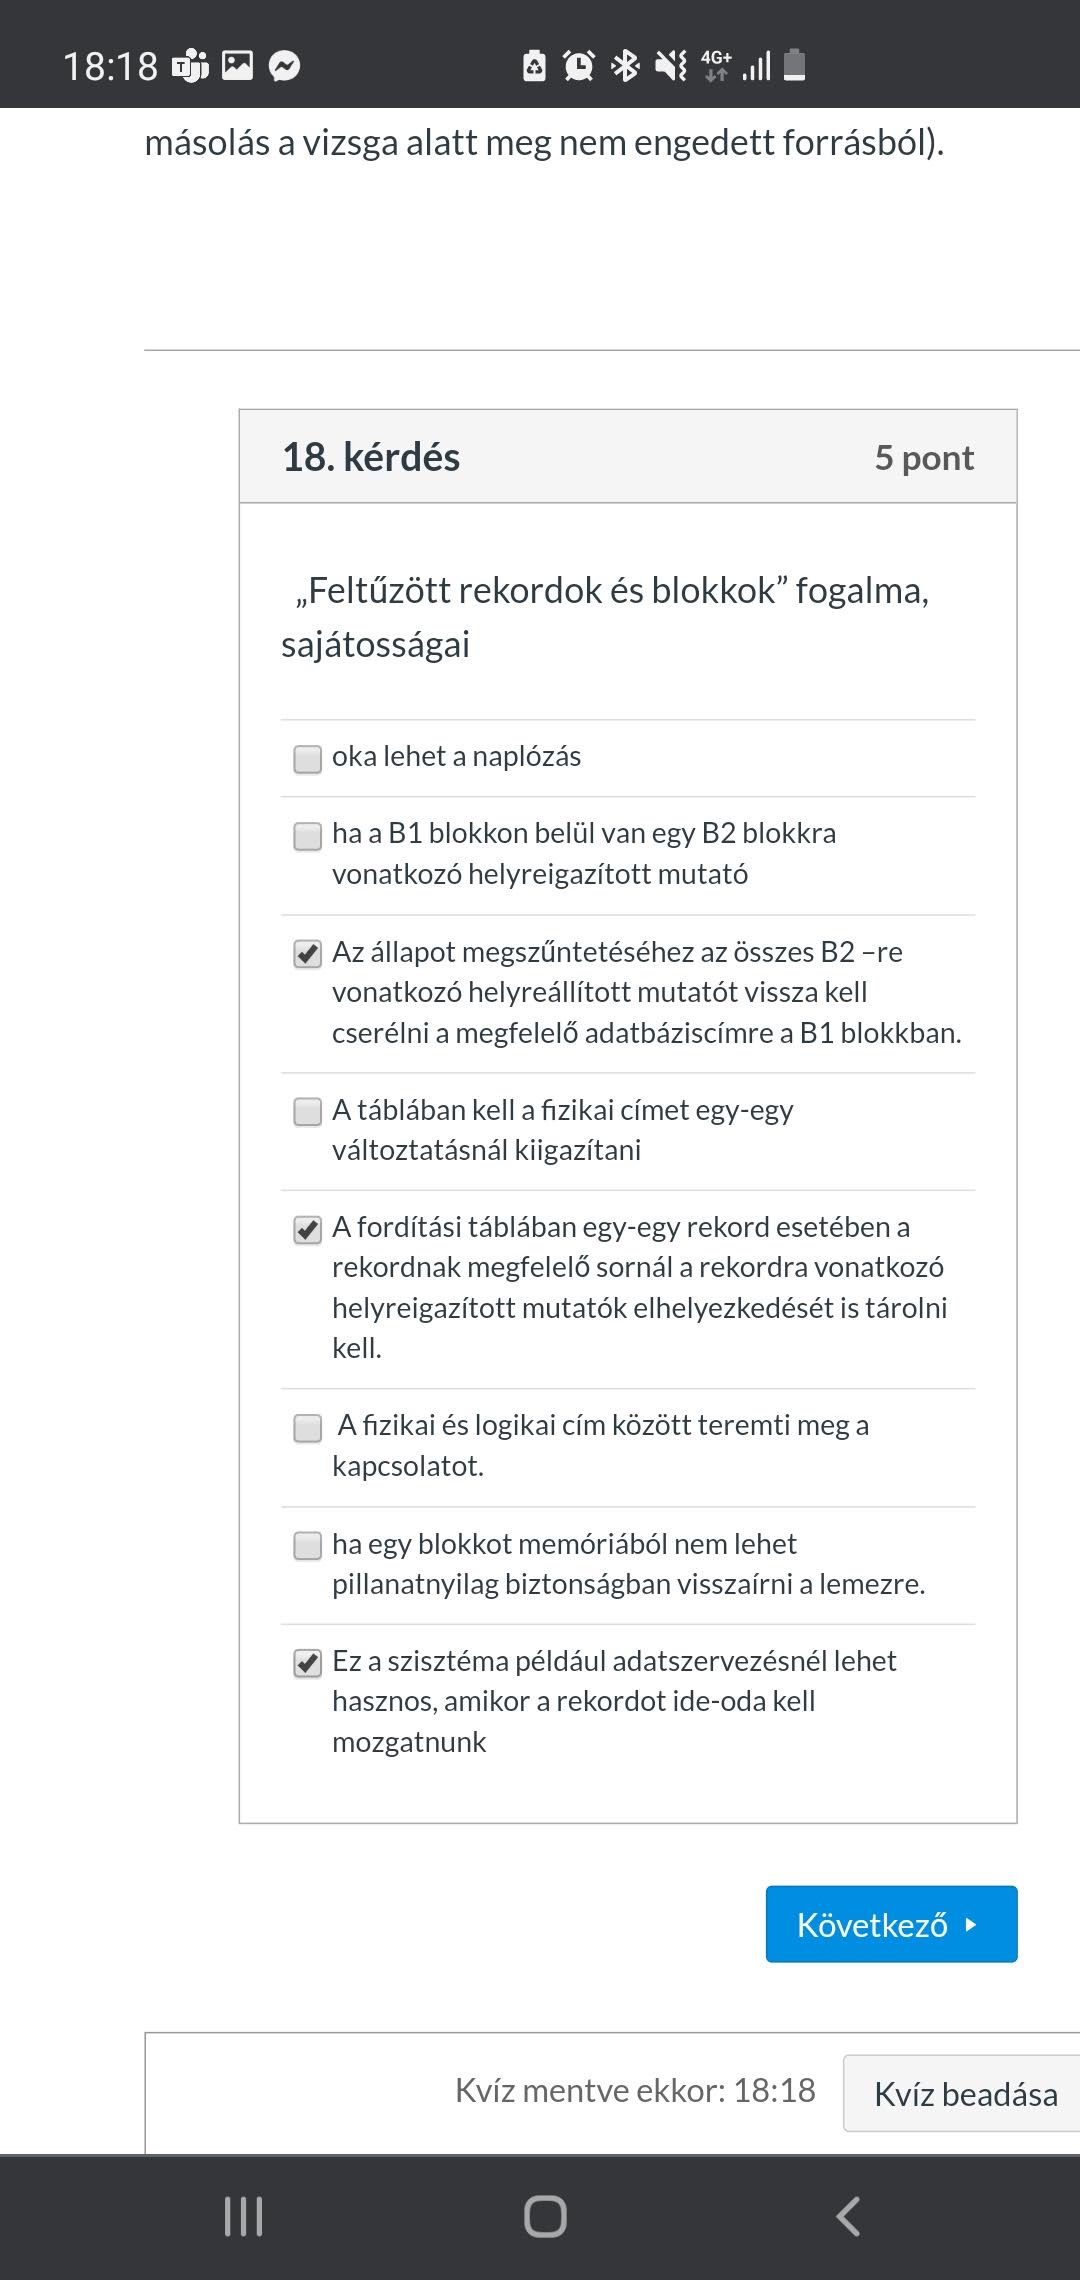 18:18
4G+
másolás a vizsga alatt meg nem engedett forrásból).
18. kérdés
5 pont
„Feltűzött rekordok és blokkok” fogalma,
sajátosságai
oka lehet a naplózás
ha a B1 blokkon belül van egy B2 blokkra
vonatkozó helyreigazított mutató
Az állapot megszűntetéséhez az összes B2 –re
vonatkozó helyreállított mutatót vissza kell
cserélni a megfelelő adatbáziscímre a B1 blokkban.
A táblában kell a fizikai címet egy-egy
változtatásnál kiigazítani
A fordítási táblában egy-egy rekord esetében a
rekordnak megfelelő sornál a rekordra vonatkozó
helyreigazított mutatók elhelyezkedését is tárolni
kell.
A fizikai és logikai cím között teremti meg a
kapcsolatot.
ha egy blokkot memóriából nem lehet
pillanatnyilag biztonságban visszaírni a lemezre.
Ez a szisztéma például adatszervezésnél lehet
hasznos, amikor a rekordot ide-oda kell
mozgatnunk
Következő
Kvíz mentve ekkor: 18:18
Kvíz beadása